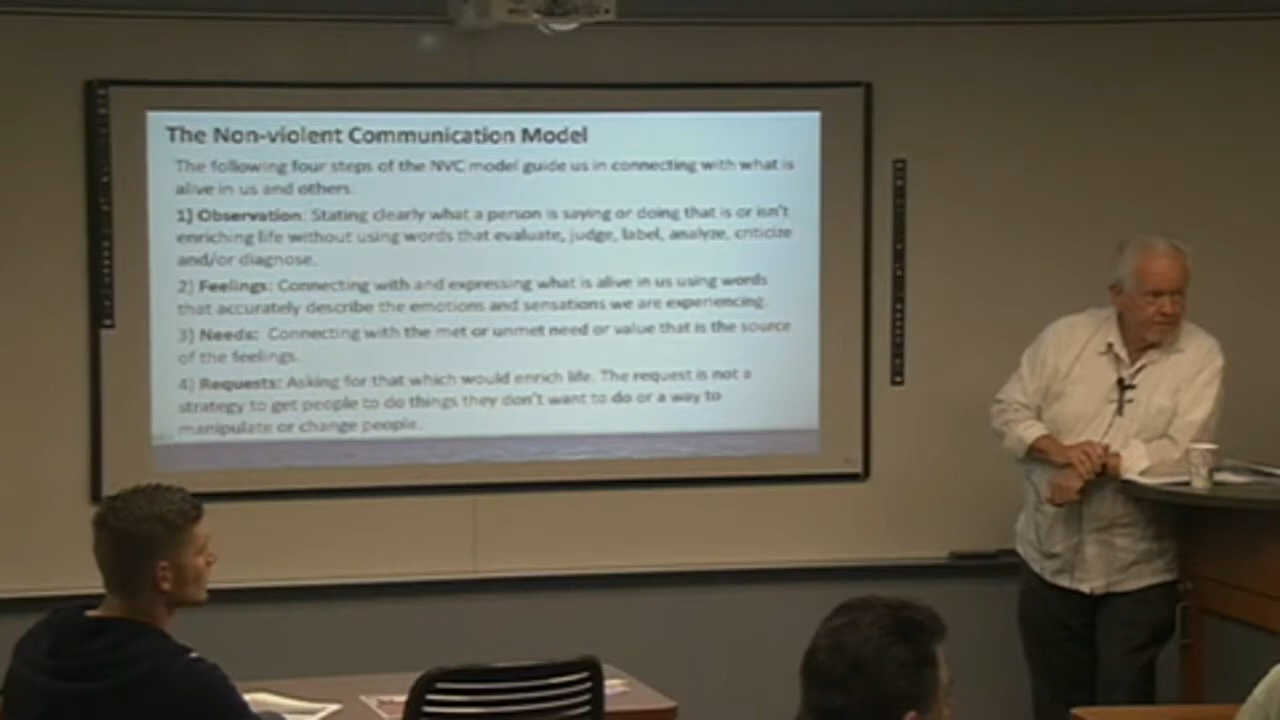 The Non-violent Communication Model
The following four steps of the NVC model guide us in connecting with what is
alive in us and others.
1) Observation: Stating clearly what a person is saying or doing that is or isn't
enriching life without using words that evaluate, judge, label, analyze, criticize
and/or diagnose.
2) Feelings: Connecting with and expressing what is alive in us using words
that accurately describe the emotions and sensations we are experiencing.
3) Needs: Connecting with the met or unmet need or value that is the source
of the feelings.
4) Requests: Asking for that which would enrich life. The request is not a
strategy to get people to do things they don't want to do or a way to
manipulate or change people.